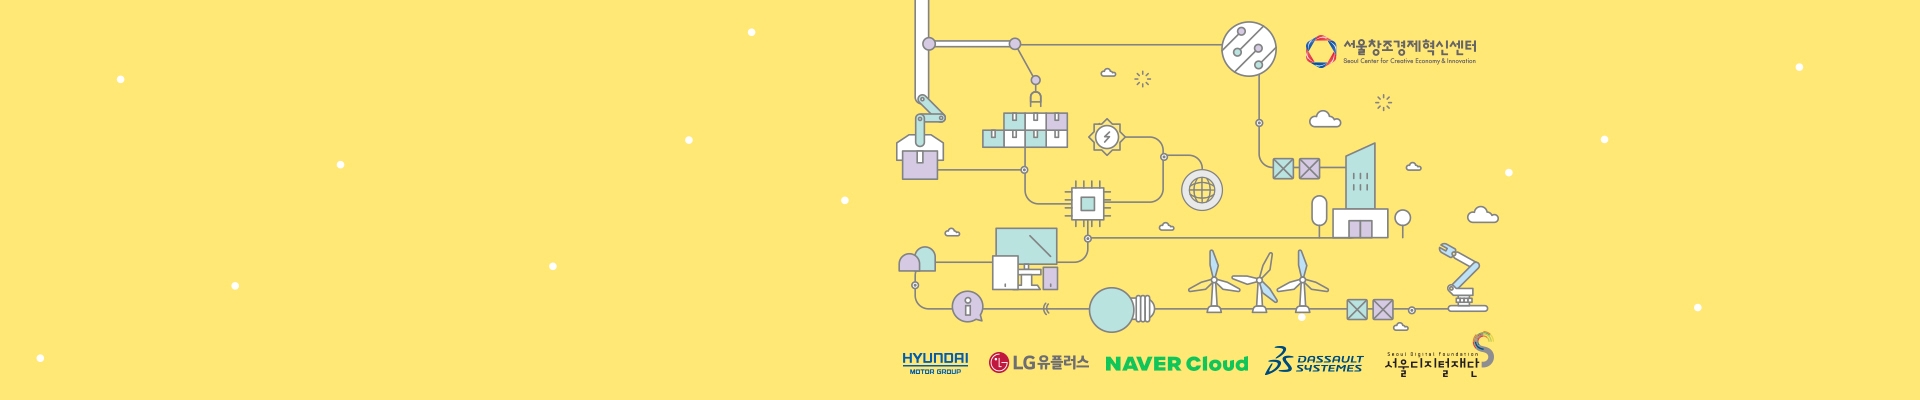 서울창조경제혁신센터
Seoul Center for Creative Economy & Innovation
HYUNDAI
MOTOR GROUP
LG유플러스
NAVER Cloud
DASSAULT
SYSTEMES
Seoul Digital Foundation
서울디지털재단